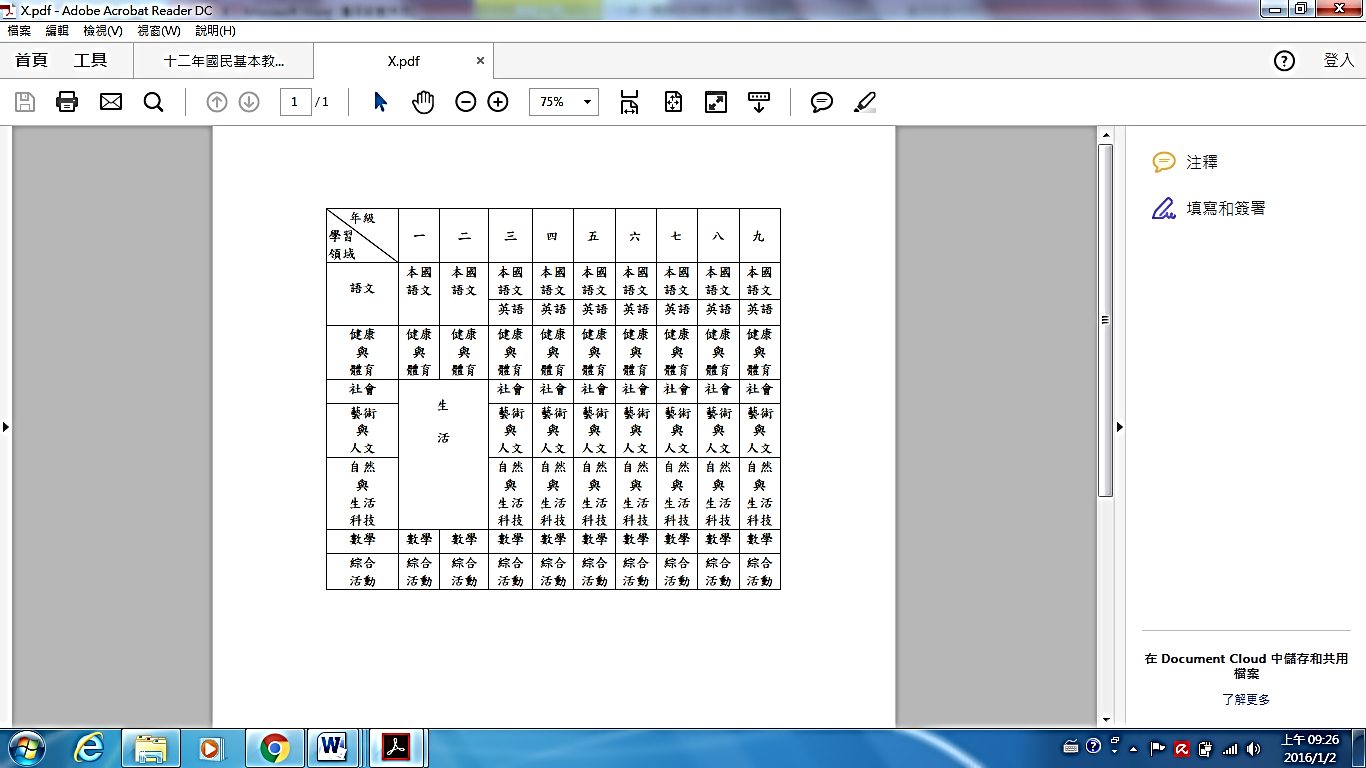 X.pdf - Adobe Acrobat Reader DC
檔案 編輯 檢視(V) 視窗(W) 說明(H)
首頁 工具 十二年國民基本教... X.pdf × ? 登入
1 / 1 75%
年級
學習
領域
一 二 三 四 五 六 七 八 九
語文
本國 本國 本國 本國 本國 本國 本國 本國 本國
語文 語文 語文 語文 語文 語文 語文 語文 語文
英語 英語 英語 英語 英語 英語 英語
健康 健康 健康 健康 健康 健康 健康 健康 健康 健康
與 與 與 與 與 與 與 與 與 與
體育 體育 體育 體育 體育 體育 體育 體育 體育 體育
社會 社會 社會 社會 社會 社會 社會 社會
生
活
藝術 藝術 藝術 藝術 藝術 藝術 藝術 藝術
與 與 與 與 與 與 與 與
人文 人文 人文 人文 人文 人文 人文 人文
自然 自然 自然 自然 自然 自然 自然 自然
與 與 與 與 與 與 與 與
生活 生活 生活 生活 生活 生活 生活 生活
科技 科技 科技 科技 科技 科技 科技 科技
數學 數學 數學 數學 數學 數學 數學 數學 數學 數學
綜合 綜合 綜合 綜合 綜合 綜合 綜合 綜合 綜合 綜合
活動 活動 活動 活動 活動 活動 活動 活動 活動 活動
注釋
填寫和簽署
在 Document Cloud 中儲存和共用
檔案
了解更多
上午 09:26
2016/1/2